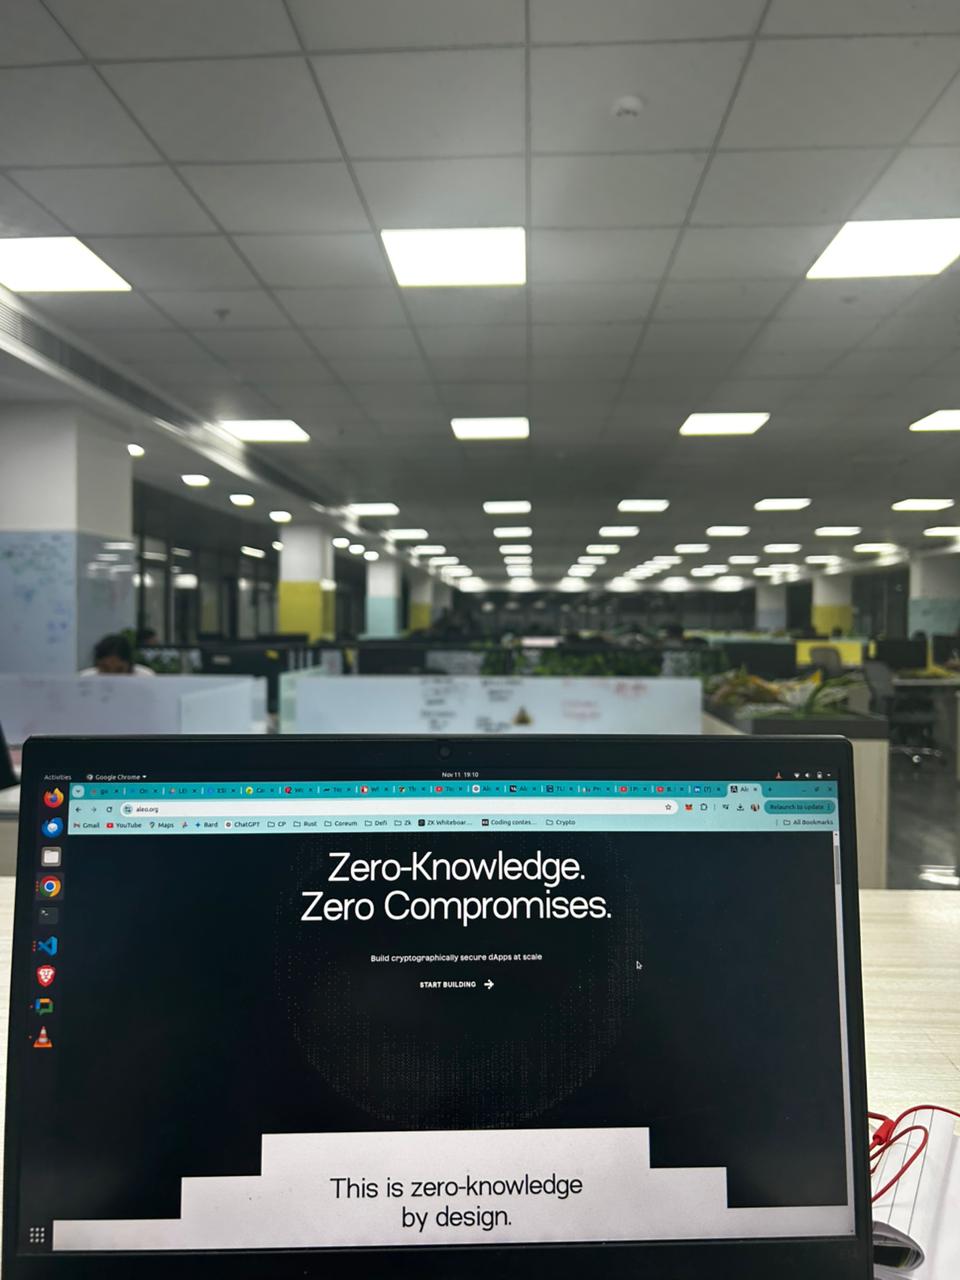 Activities
Google Chrome
Nov 11 19:10
aleo.org
Relaunch to update
Gmail
YouTube
Maps
Bard
ChatGPT
CP
Rust
Coreum
Defi
Zk
ZK Whiteboar...
Coding contes...
Crypto
All Bookmarks
Zero-Knowledge.
Zero Compromises.
Build cryptographically secure dApps at scale
START BUILDING
This is zero-knowledge
by design.